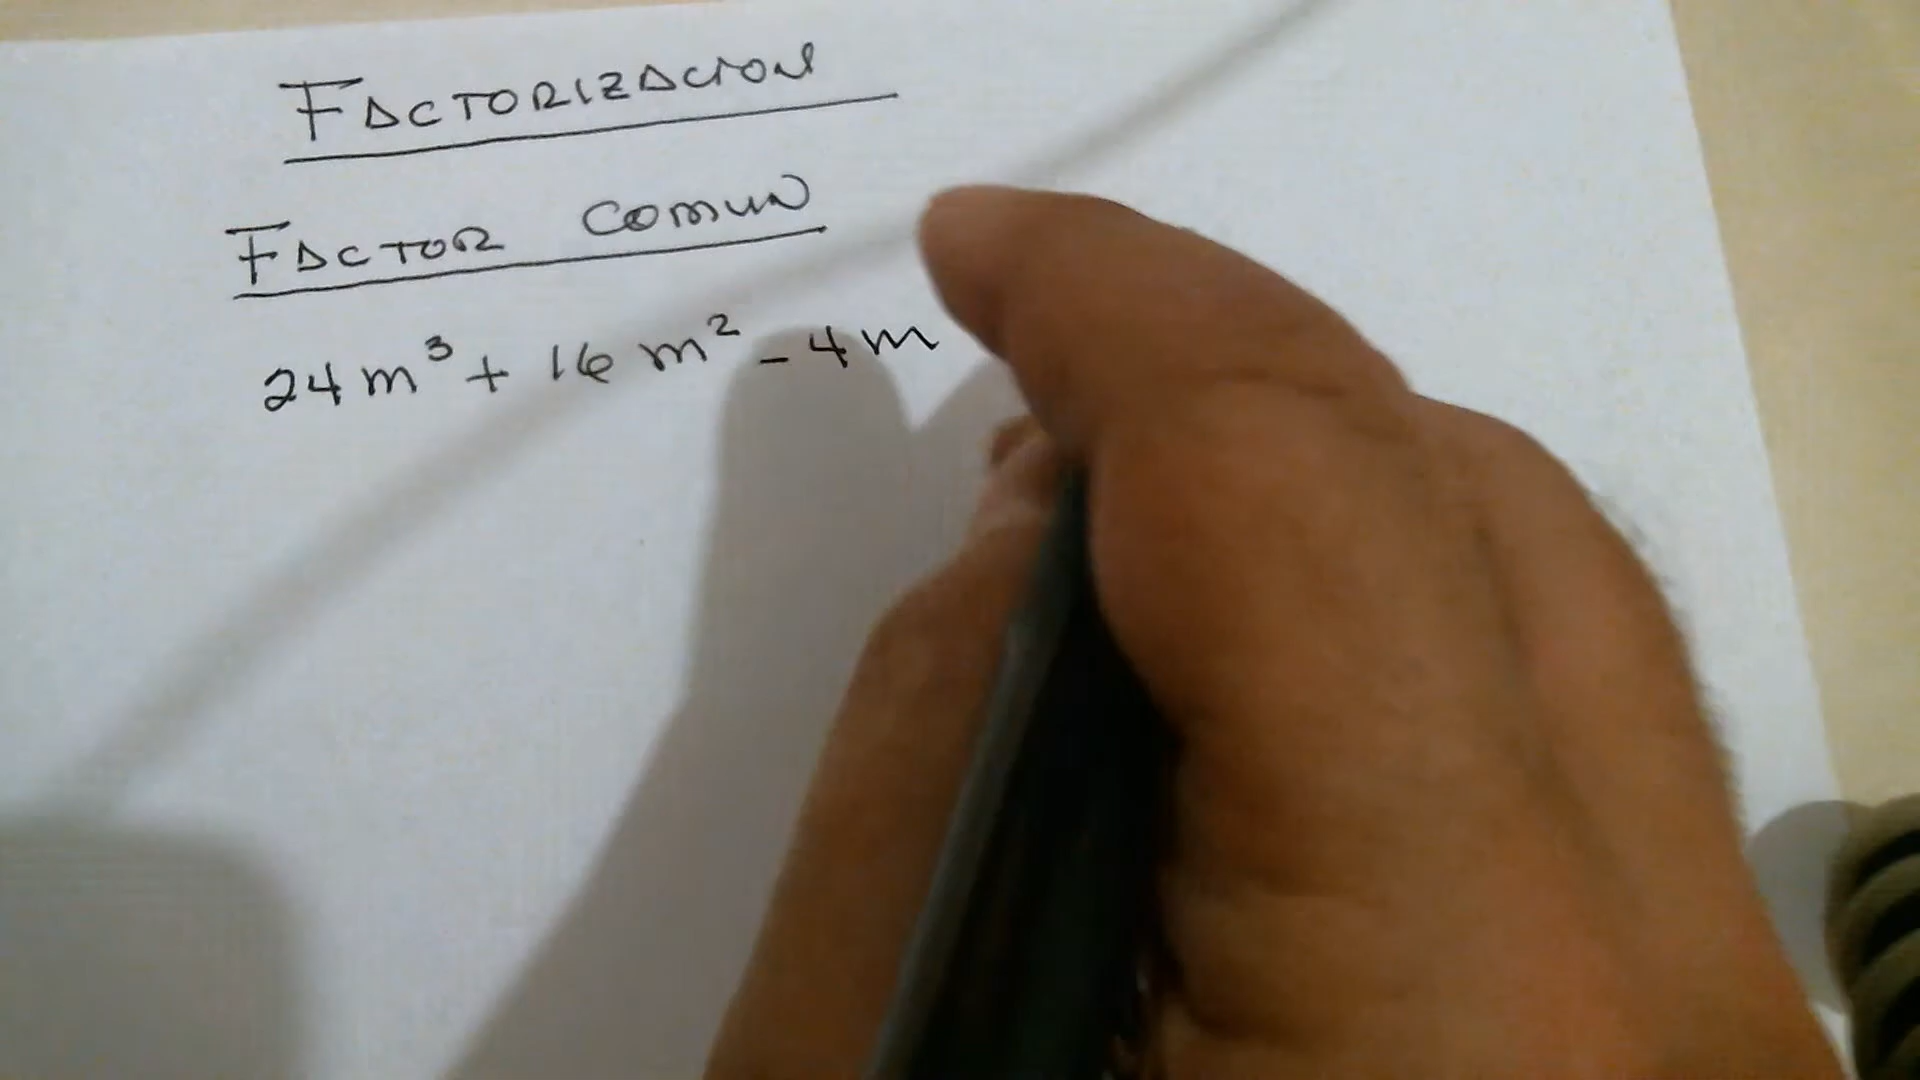 FACTORIZACION
FACTOR COMUN
24m³ + 16m² - 4m